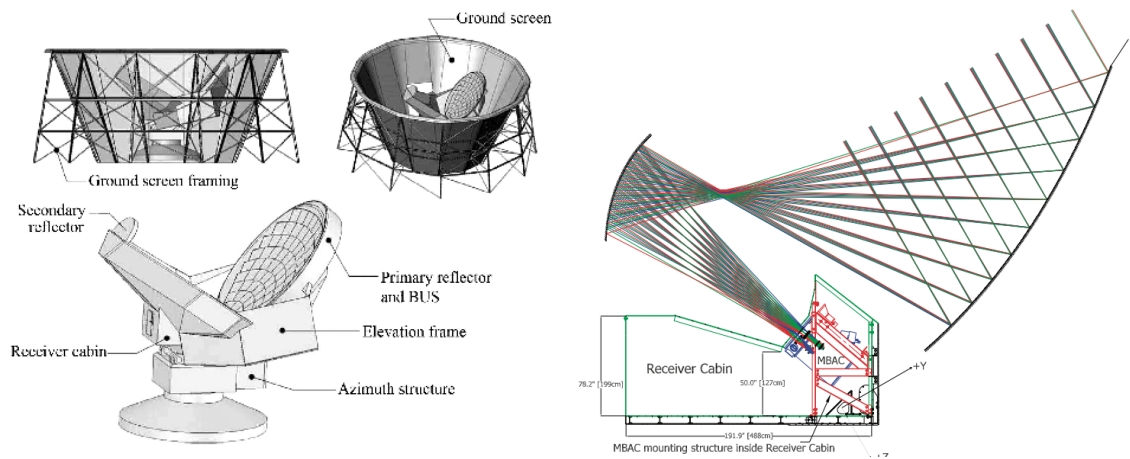 Ground screen
Ground screen framing
Secondary
reflector
Primary reflector
and BUS
Elevation frame
Receiver cabin
Azimuth structure
Receiver Cabin
MBAC
78.2" [199cm]
50.0" [127cm]
+Y
191.9" [488cm]
MBAC mounting structure inside Receiver Cabin
+Z